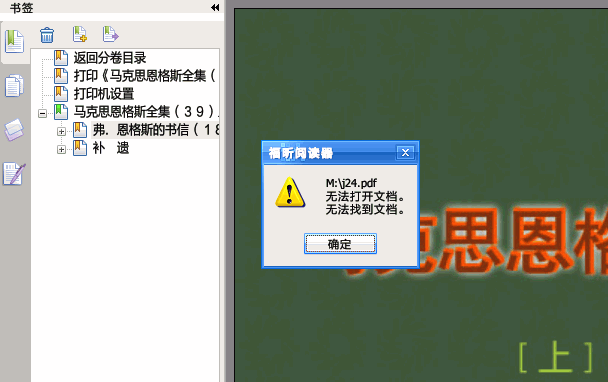 书签
返回分卷目录
打印《马克思恩格斯全集（
打印机设置
马克思恩格斯全集（39）
弗．恩格斯的书信（18
补　遗
福昕阅读器
M:\j24.pdf
无法打开文档。
无法找到文档。
确定
克思恩格
[上]